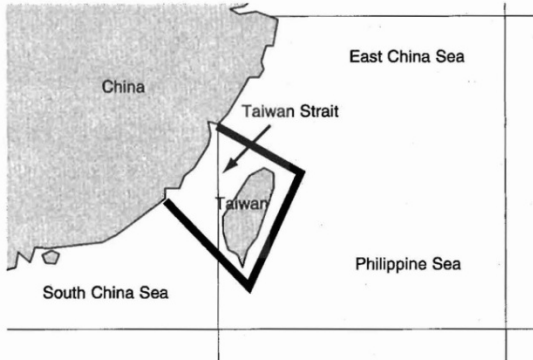 East China Sea
China
Taiwan Strait
Taiwan
Philippine Sea
South China Sea